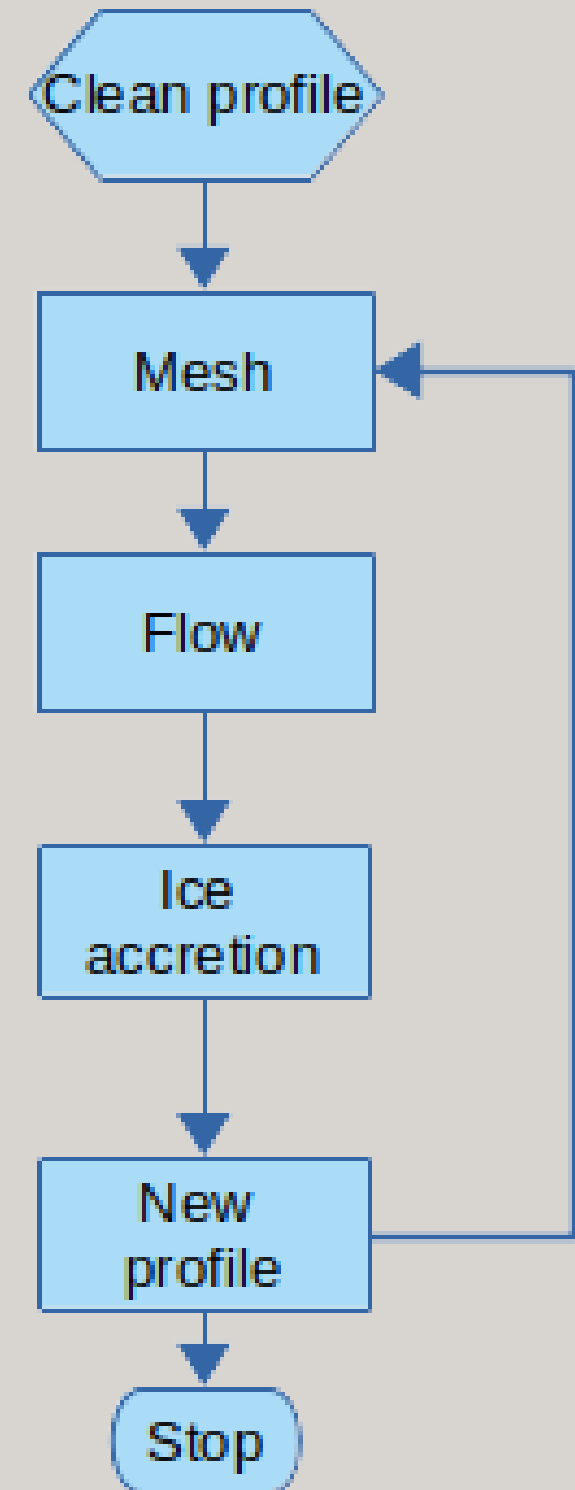 Clean profile
Mesh
Flow
Ice
accretion
New
profile
Stop